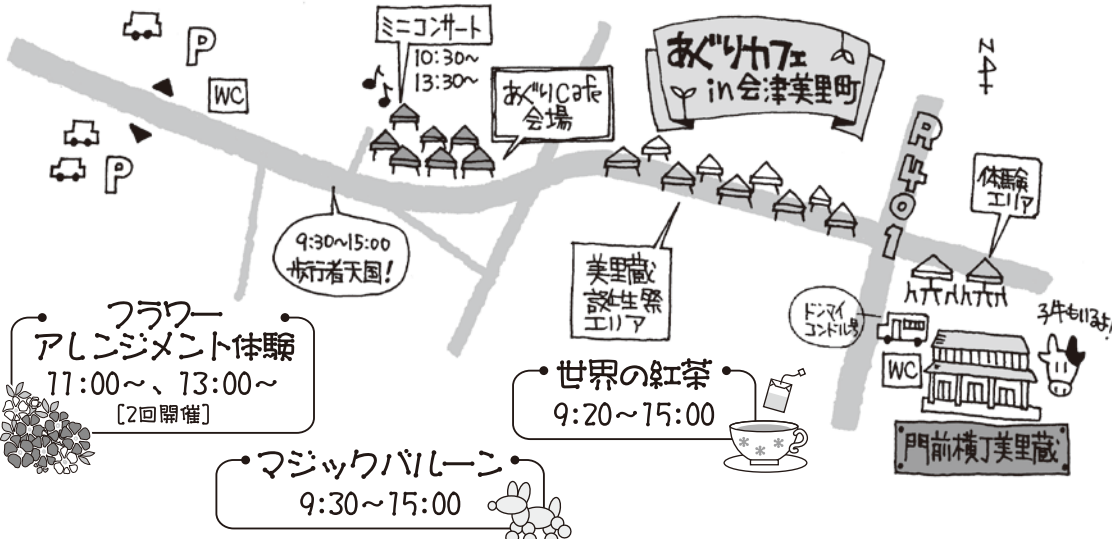 P
WC
P
ミニコンサート
10:30～
13:30～
あぐりCafe
会場
あぐりカフェ
in会津美里町
N
R401
体験
エリア
9:30～15:00
歩行者天国!
美里蔵
誕生祭
エリア
ドンマイ
コンドル号
WC
子牛もいるよ!
門前横丁美里蔵
フラワー
アレンジメント体験
11:00～、13:00～
[2回開催]
世界の紅茶
9:20～15:00
マジックバルーン
9:30～15:00